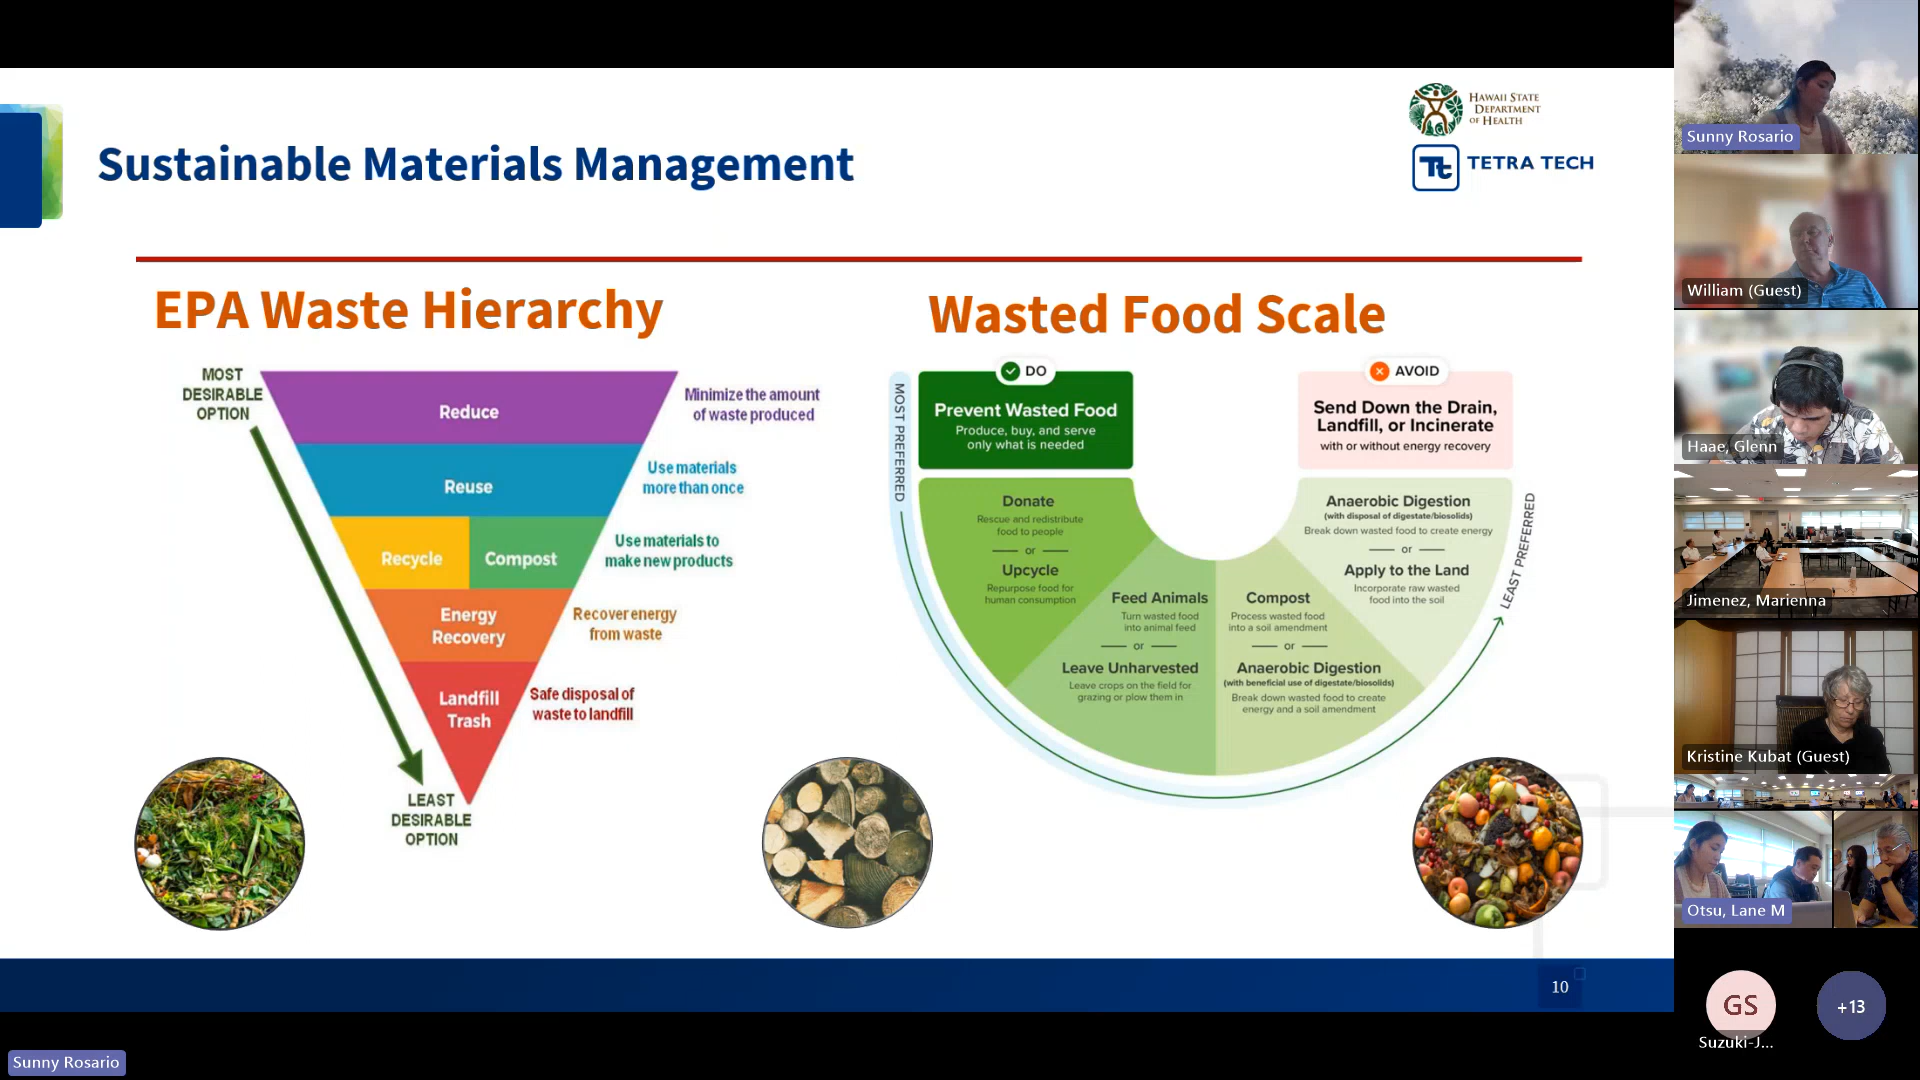 Sustainable Materials Management
HAWAII STATE
DEPARTMENT
OF HEALTH
Tt TETRA TECH
EPA Waste Hierarchy
MOST
DESIRABLE
OPTION
Reduce
Minimize the amount
of waste produced
Reuse
Use materials
more than once
Recycle
Compost
Use materials to
make new products
Energy
Recovery
Recover energy
from waste
Landfill
Trash
Safe disposal of
waste to landfill
LEAST
DESIRABLE
OPTION
Wasted Food Scale
MOST PREFERRED
DO
Prevent Wasted Food
Produce, buy, and serve
only what is needed
Donate
Rescue and redistribute
food to people
or
Upcycle
Repurpose food for
human consumption
Feed Animals
Turn wasted food
into animal feed
or
Leave Unharvested
Leave crops on the field for
grazing or plow them in
Compost
Process wasted food
into a soil amendment
or
Anaerobic Digestion
(with beneficial use of digestate/biosolids)
Break down wasted food to create
energy and a soil amendment
Anaerobic Digestion
(with disposal of digestate/biosolids)
Break down wasted food to create energy
or
Apply to the Land
Incorporate raw wasted
food into the soil
AVOID
Send Down the Drain,
Landfill, or Incinerate
with or without energy recovery
LEAST PREFERRED
10
Sunny Rosario
Sunny Rosario
William (Guest)
Haae, Glenn
Jimenez, Marienna
Kristine Kubat (Guest)
Otsu, Lane M
GS
Suzuki-J...
+13